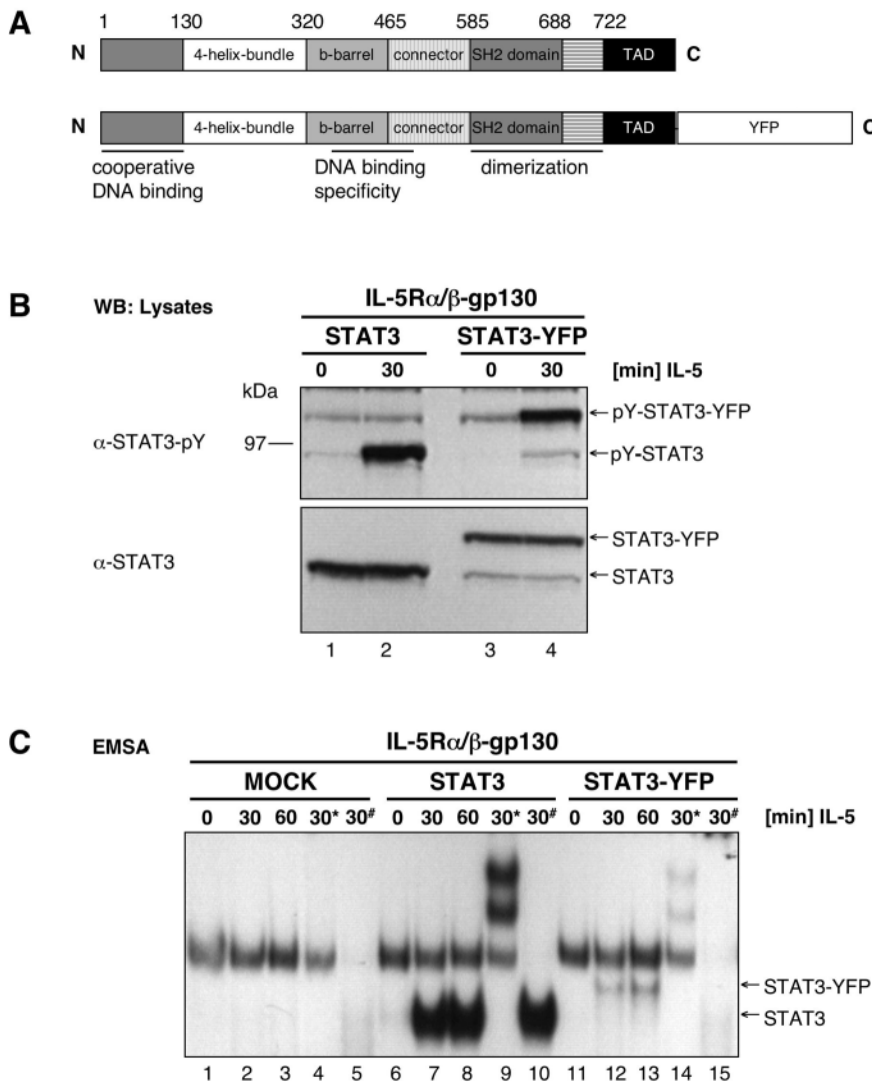 A
1 130 320 465 585 688 722
N 4-helix-bundle b-barrel connector SH2 domain TAD C
N 4-helix-bundle b-barrel connector SH2 domain TAD YFP C
cooperative DNA binding dimerization
DNA binding specificity
B WB: Lysates IL-5Rα/β-gp130
STAT3 STAT3-YFP
0 30 0 30 [min] IL-5
kDa
pY-STAT3-YFP
α-STAT3-pY 97 pY-STAT3
STAT3-YFP
α-STAT3 STAT3
1 2 3 4
C EMSA IL-5Rα/β-gp130
MOCK STAT3 STAT3-YFP
0 30 60 30* 30# 0 30 60 30* 30# 0 30 60 30* 30# [min] IL-5
STAT3-YFP
STAT3
1 2 3 4 5 6 7 8 9 10 11 12 13 14 15